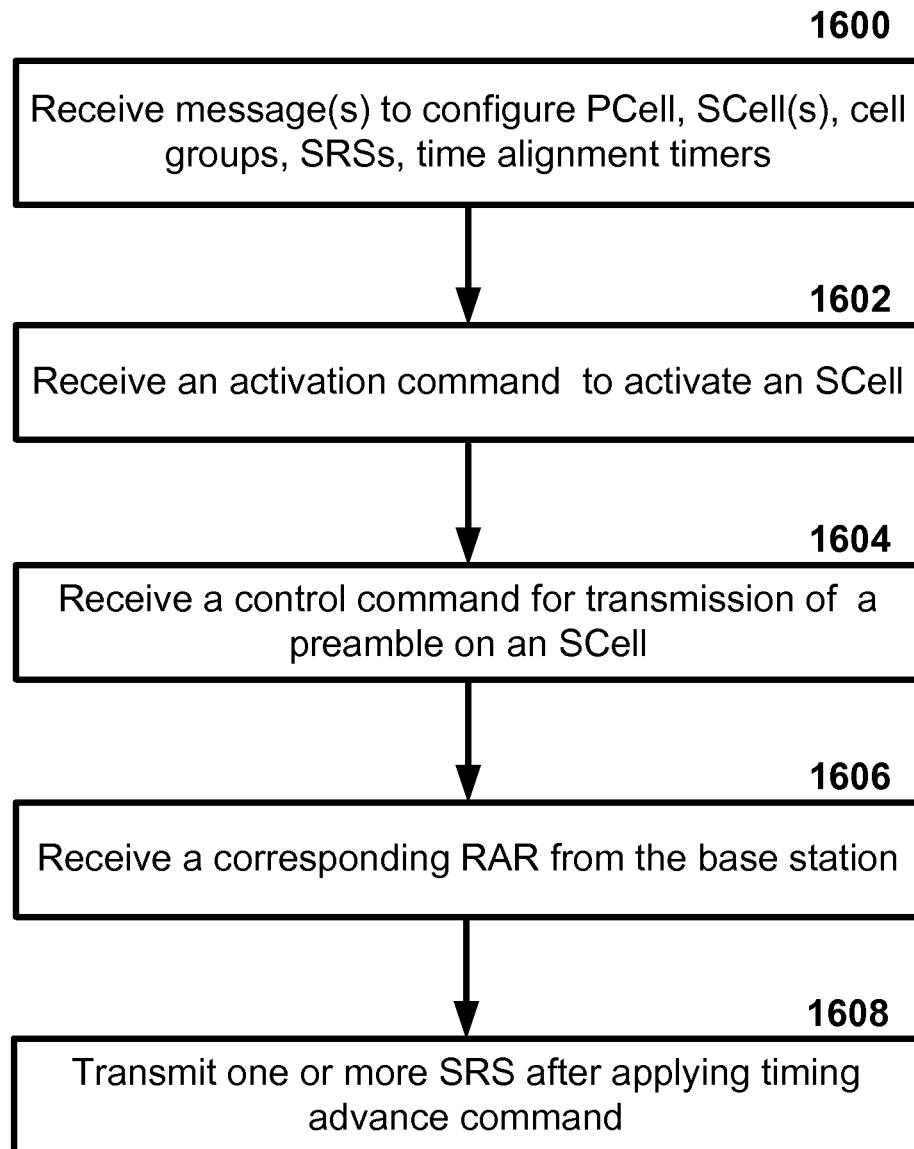 1600
Receive message(s) to configure PCell, SCell(s), cell
groups, SRSs, time alignment timers
1602
Receive an activation command  to activate an SCell
1604
Receive a control command for transmission of  a
preamble on an SCell
1606
Receive a corresponding RAR from the base station
1608
Transmit one or more SRS after applying timing
advance command